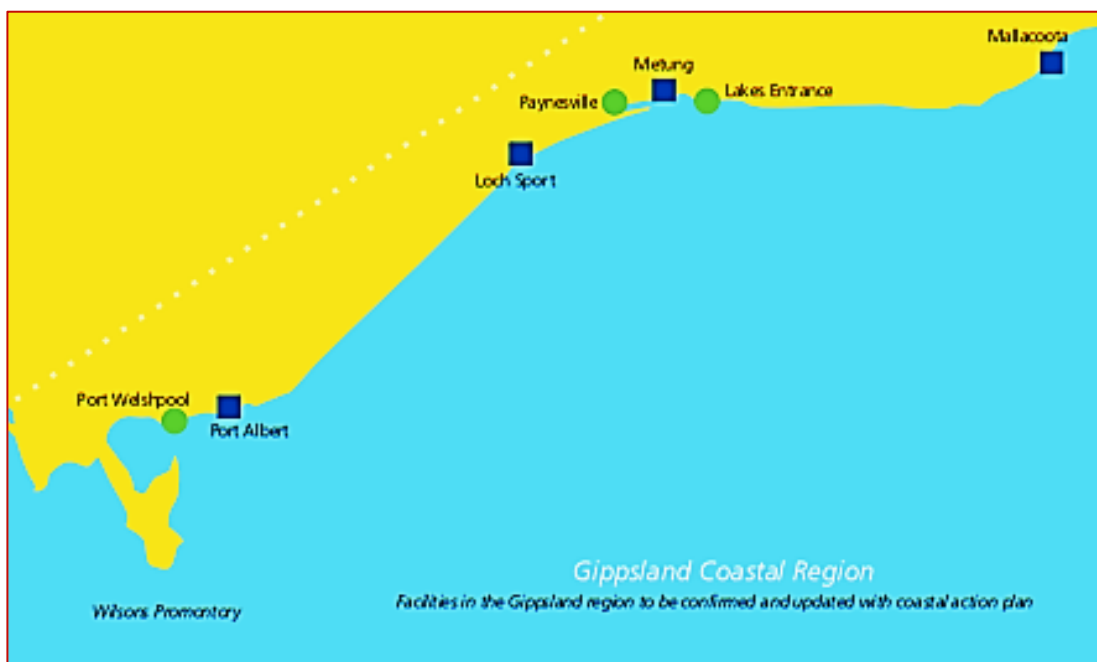 Mallacoota
Metung
Paynesville
Lakes Entrance
Loch Sport
Port Welshpool
Port Albert
Gippsland Coastal Region
Facilities in the Gippsland region to be confirmed and updated with coastal action plan
Wilsons Promontory